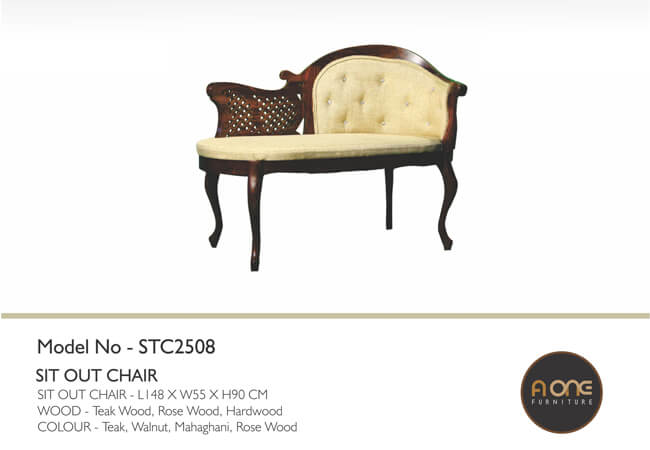 Model No - STC2508
SIT OUT CHAIR
SIT OUT CHAIR - L148 X W55 X H90 CM
WOOD - Teak Wood, Rose Wood, Hardwood
COLOUR - Teak, Walnut, Mahaghani, Rose Wood
A ONE
FURNITURE